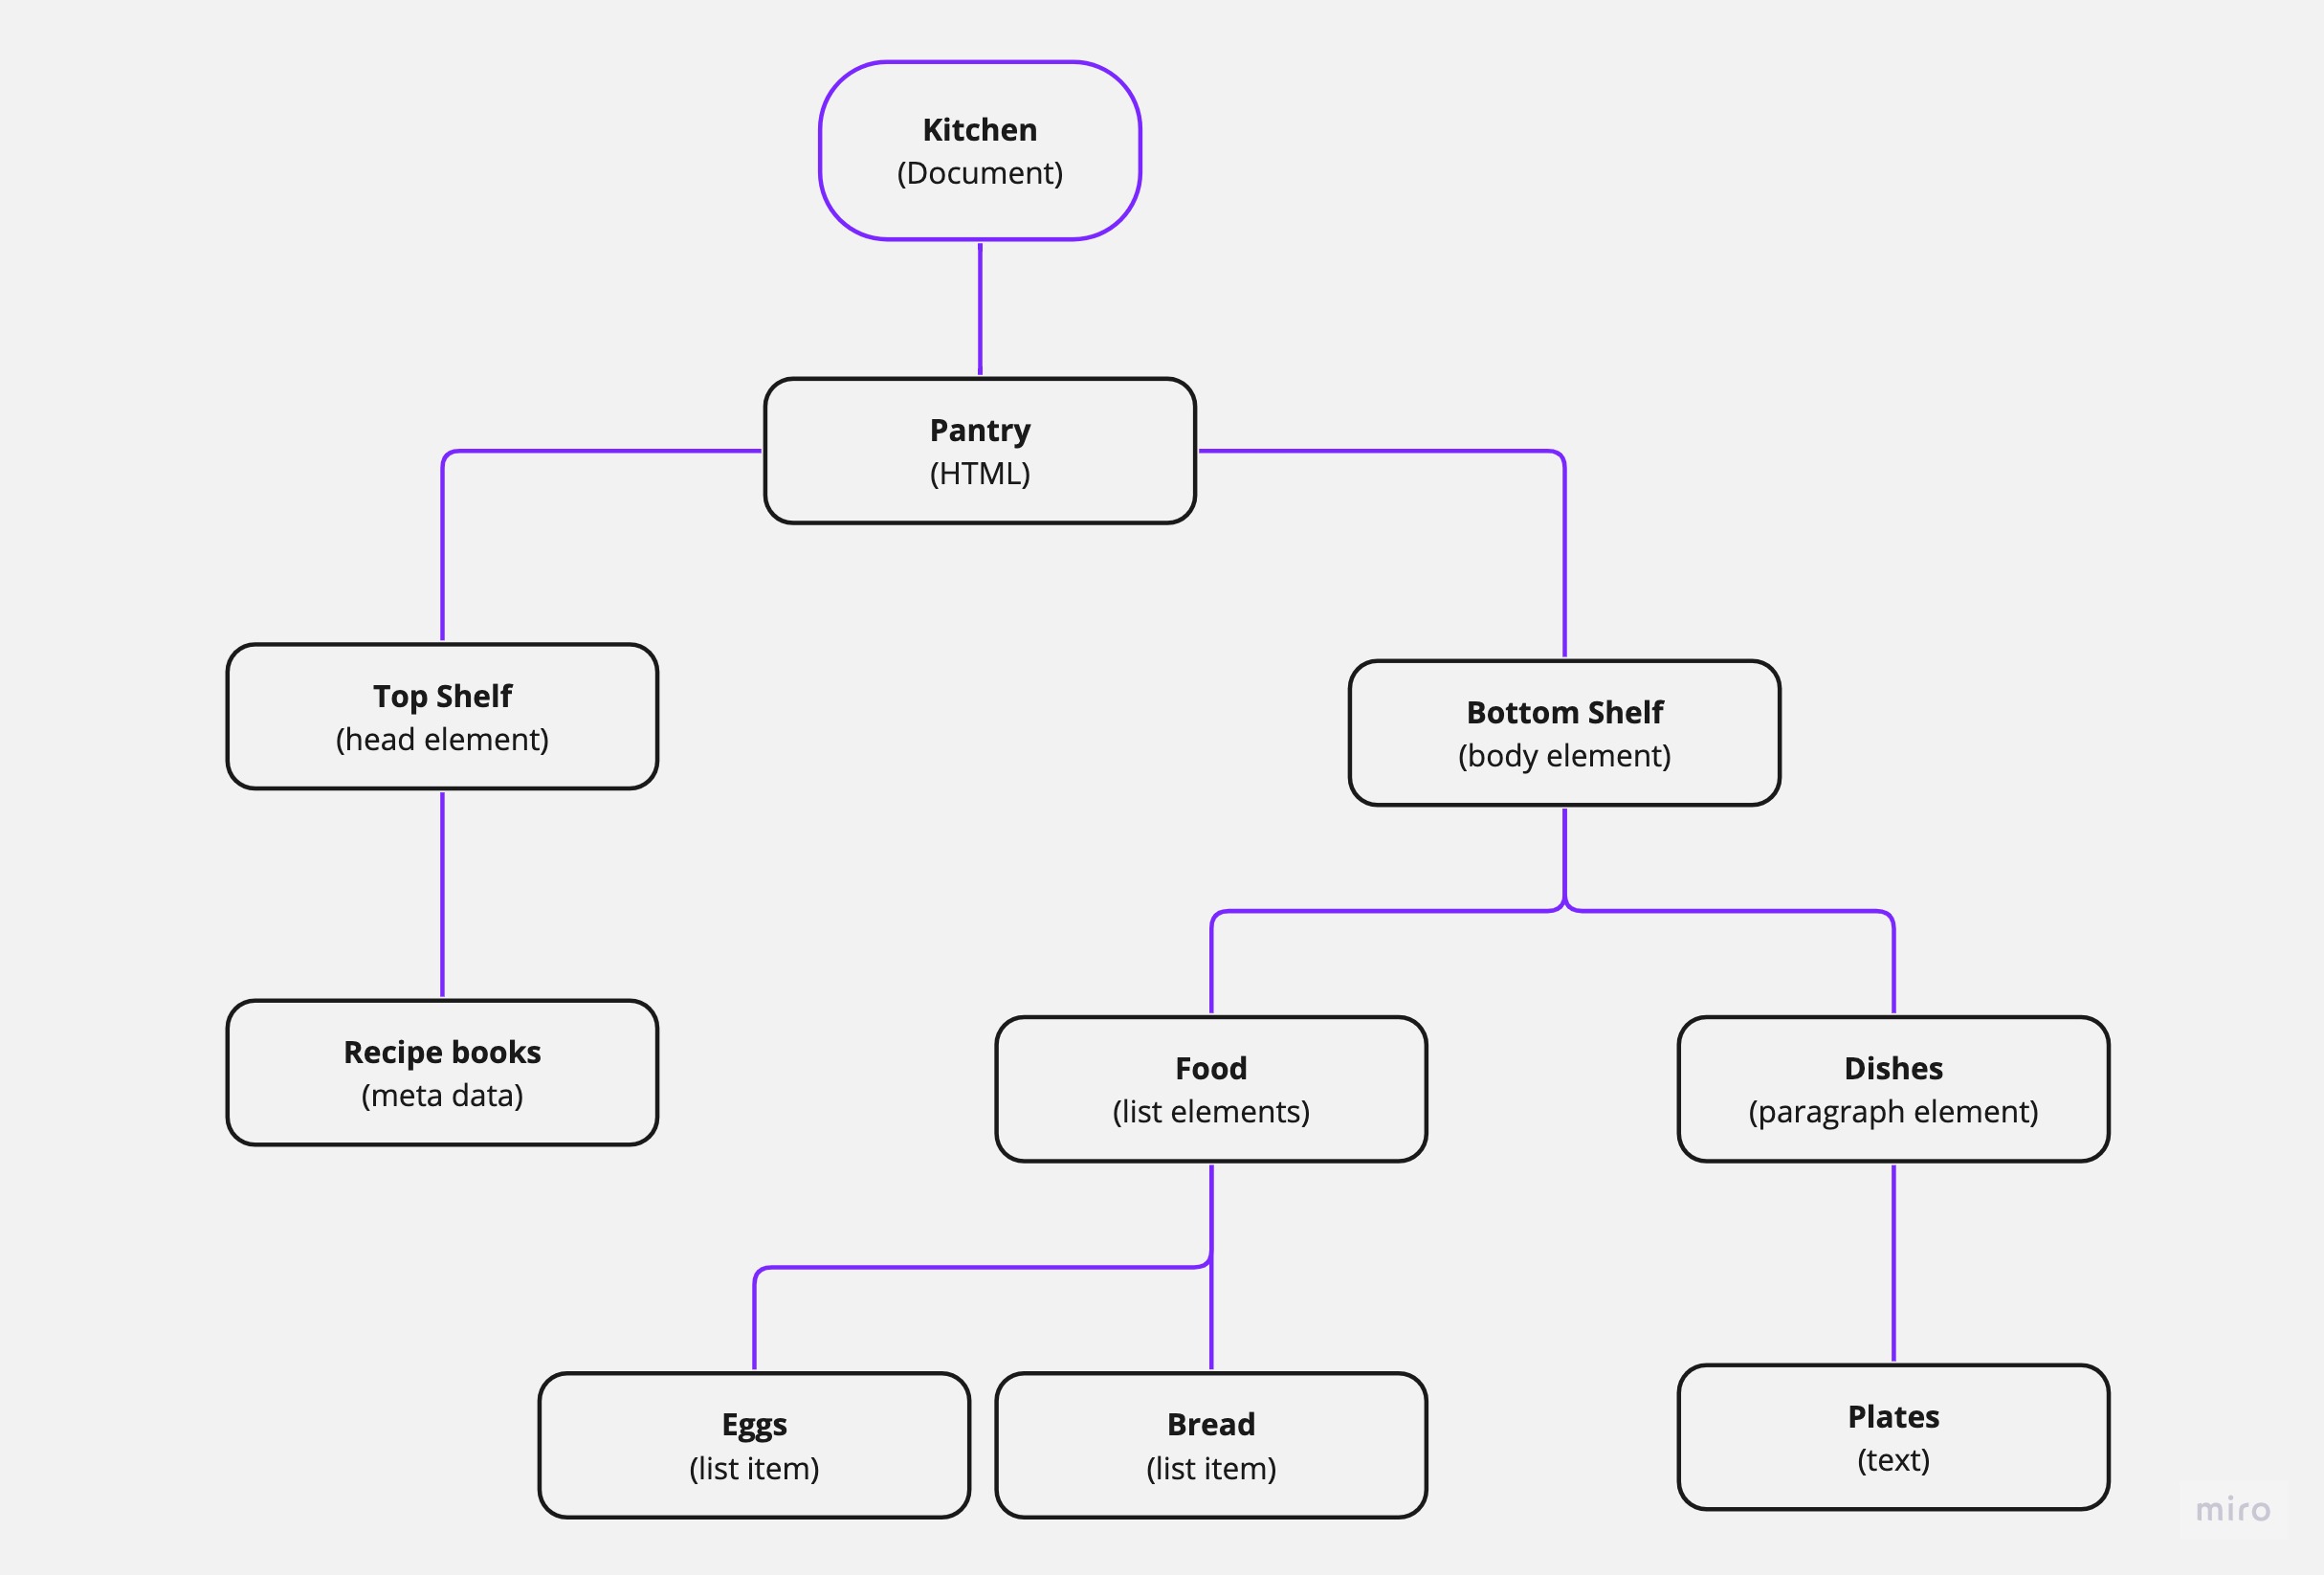 Kitchen
(Document)
Pantry
(HTML)
Top Shelf
(head element)
Bottom Shelf
(body element)
Recipe books
(meta data)
Food
(list elements)
Dishes
(paragraph element)
Eggs
(list item)
Bread
(list item)
Plates
(text)
miro